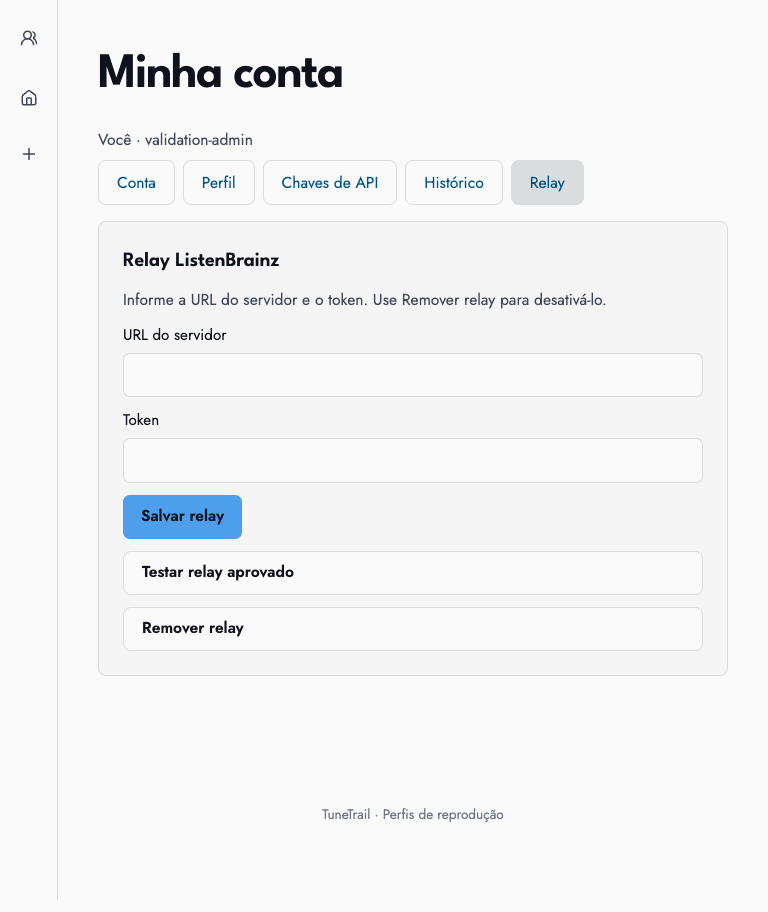 Minha conta
Você · validation-admin
Conta
Perfil
Chaves de API
Histórico
Relay
Relay ListenBrainz
Informe a URL do servidor e o token. Use Remover relay para desativá-lo.
URL do servidor
Token
Salvar relay
Testar relay aprovado
Remover relay
TuneTrail · Perfis de reprodução